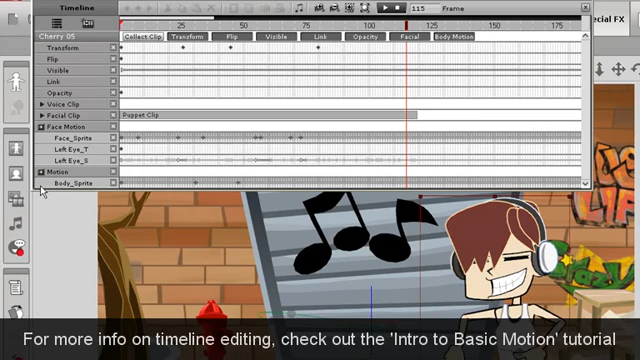 Timeline
115 Frame
cial FX
25 50 75 100 125 150 175
Cherry 05
Collect Clip Transform Flip Visible Link Opacity Facial Body Motion
Transform
Flip
Visible
Link
Opacity
Voice Clip
Facial Clip Puppet Clip
Face Motion
Face_Sprite
Left Eye_T
Left Eye_S
Motion
Body_Sprite
For more info on timeline editing, check out the 'Intro to Basic Motion' tutorial